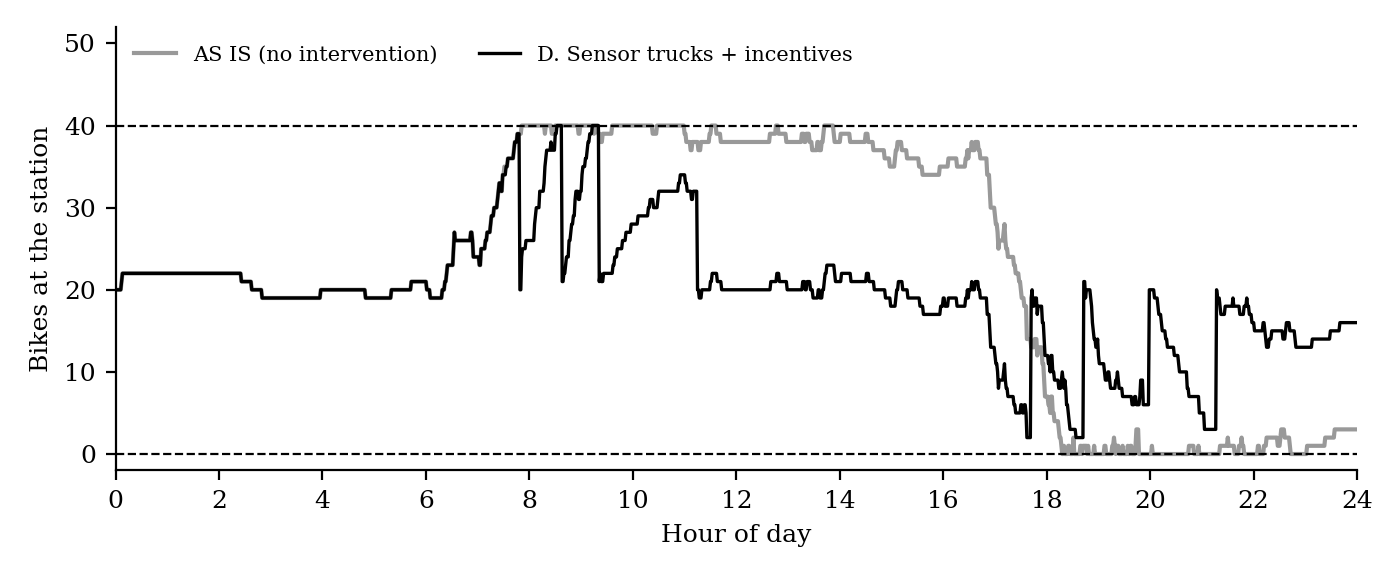 AS IS (no intervention) D. Sensor trucks + incentives
Bikes at the station
50
40
30
20
10
0
0 2 4 6 8 10 12 14 16 18 20 22 24
Hour of day